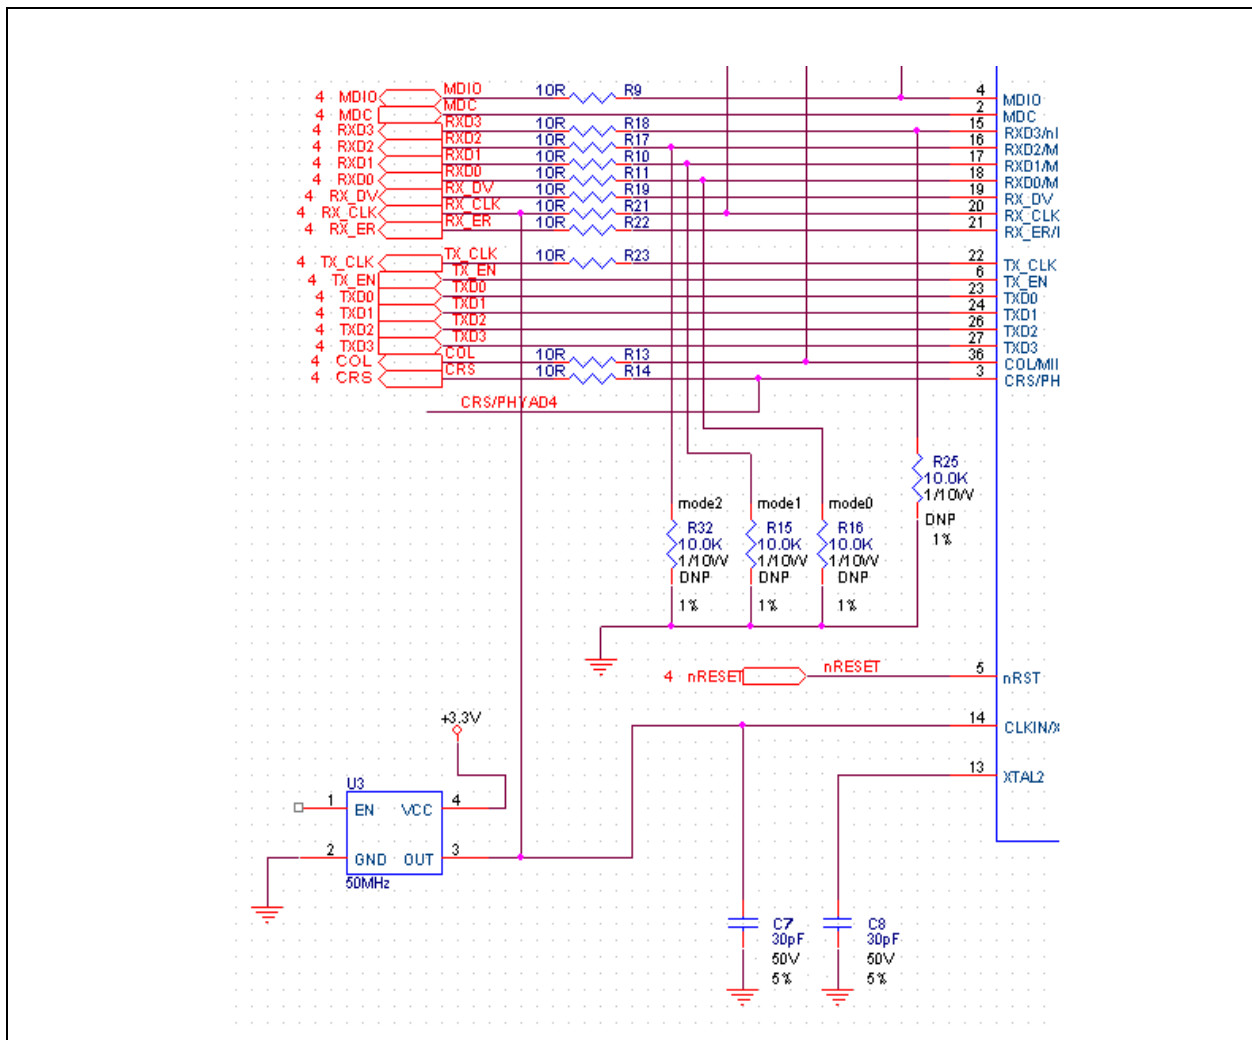 4 MDIO MDIO 10R R9 4 MDIO
4 MDC MDC 2 MDC
4 RXD3 RXD3 10R R18 15 RXD3/nI
4 RXD2 RXD2 10R R17 16 RXD2/M
4 RXD1 RXD1 10R R10 17 RXD1/M
4 RXD0 RXD0 10R R11 18 RXD0/M
4 RX_DV RX_DV 10R R19 19 RX_DV
4 RX_CLK RX_CLK 10R R21 20 RX_CLK
4 RX_ER RX_ER 10R R22 21 RX_ER/I
4 TX_CLK TX_CLK 10R R23 22 TX_CLK
4 TX_EN TX_EN 6 TX_EN
4 TXD0 TXD0 23 TXD0
4 TXD1 TXD1 24 TXD1
4 TXD2 TXD2 26 TXD2
4 TXD3 TXD3 27 TXD3
4 COL COL 10R R13 36 COL/MII
4 CRS CRS 10R R14 3 CRS/PH
CRS/PHYAD4
R25
10.0K
1/10W
DNP
1%
mode2 mode1 mode0
R32 R15 R16
10.0K 10.0K 10.0K
1/10W 1/10W 1/10W
DNP DNP DNP
1% 1% 1%
4 nRESET nRESET 5 nRST
14 CLKIN/X
13 XTAL2
+3.3V
U3
1 EN VCC 4
2 GND OUT 3
50MHz
C7 C8
30pF 30pF
50V 50V
5% 5%